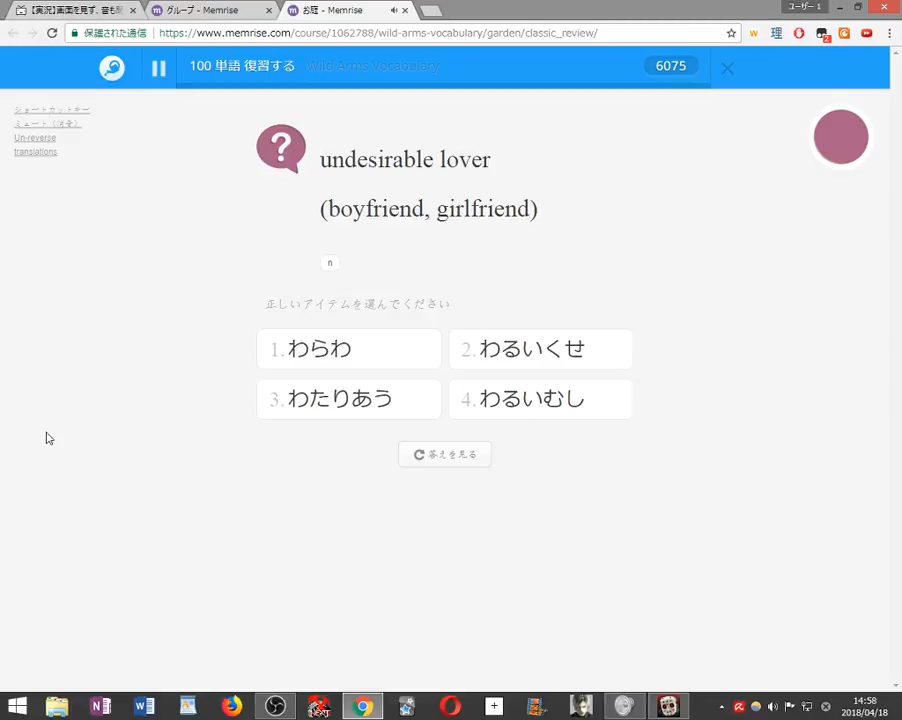 【実況】画面を見ず、音も
グループ - Memrise
お庭 - Memrise
ユーザー 1
保護された通信
https://www.memrise.com/course/1062788/wild-arms-vocabulary/garden/classic_review/
100 単語 復習する
Wild Arms Vocabulary
6075
ショートカットキー
ミュート（消音）
Un-reverse
translations
undesirable lover
(boyfriend, girlfriend)
n
正しいアイテムを選んでください
1. わらわ
2. わるいくせ
3. わたりあう
4. わるいむし
答えを見る
14:58
2018/04/18